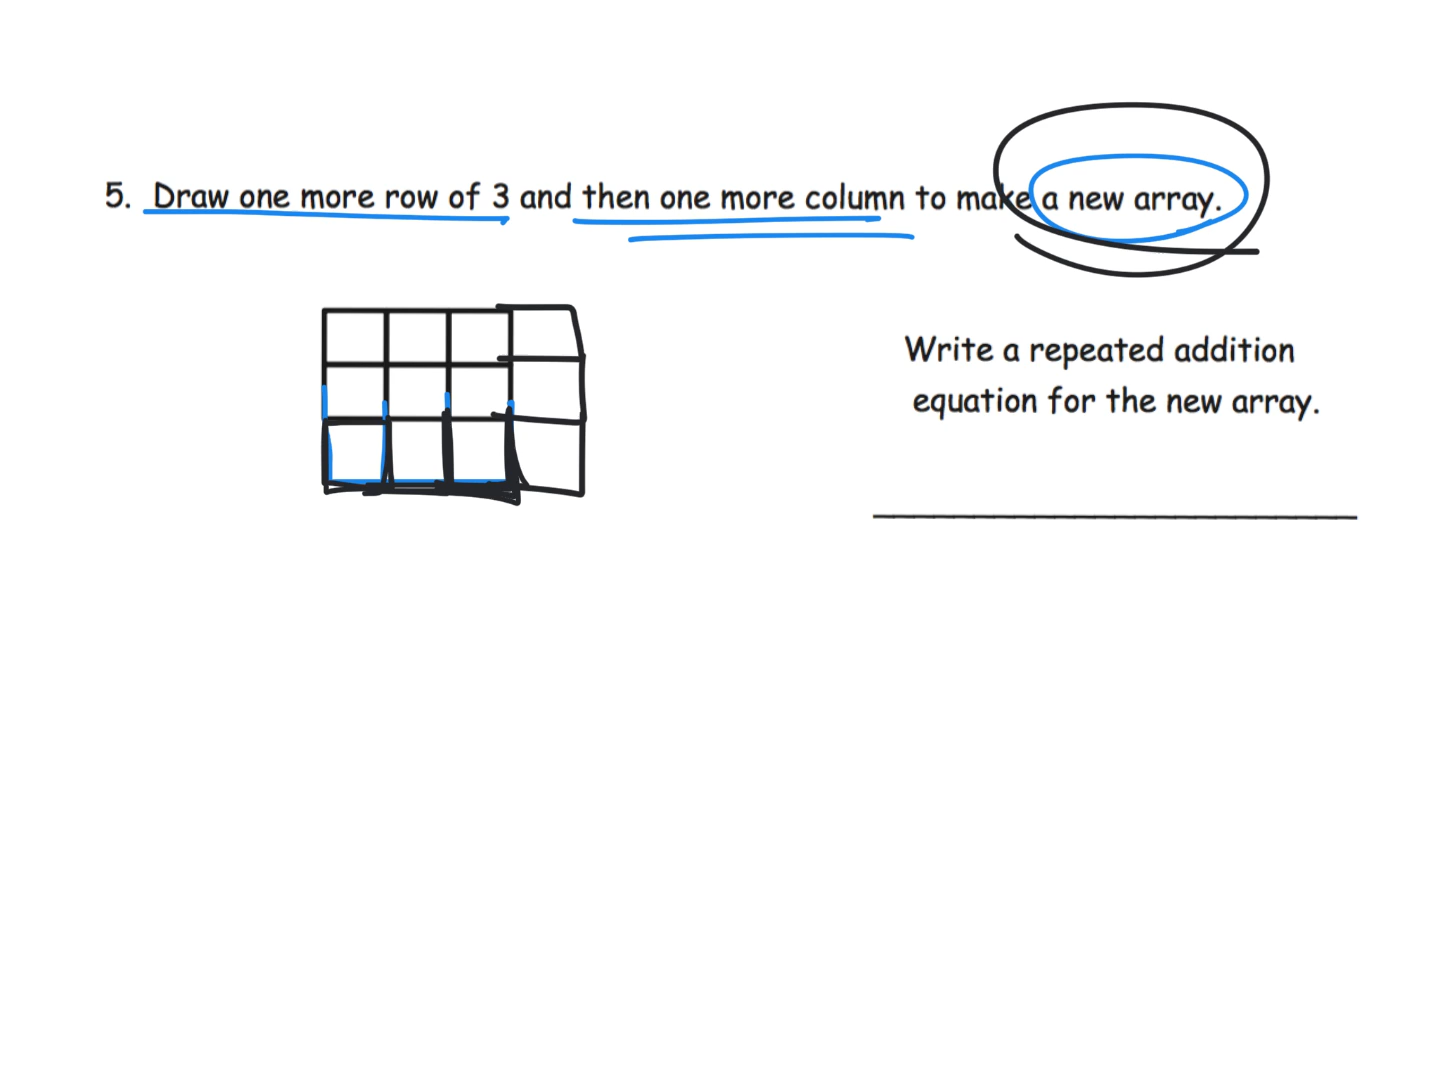 5. Draw one more row of 3 and then one more column to make a new array.
Write a repeated addition
equation for the new array.